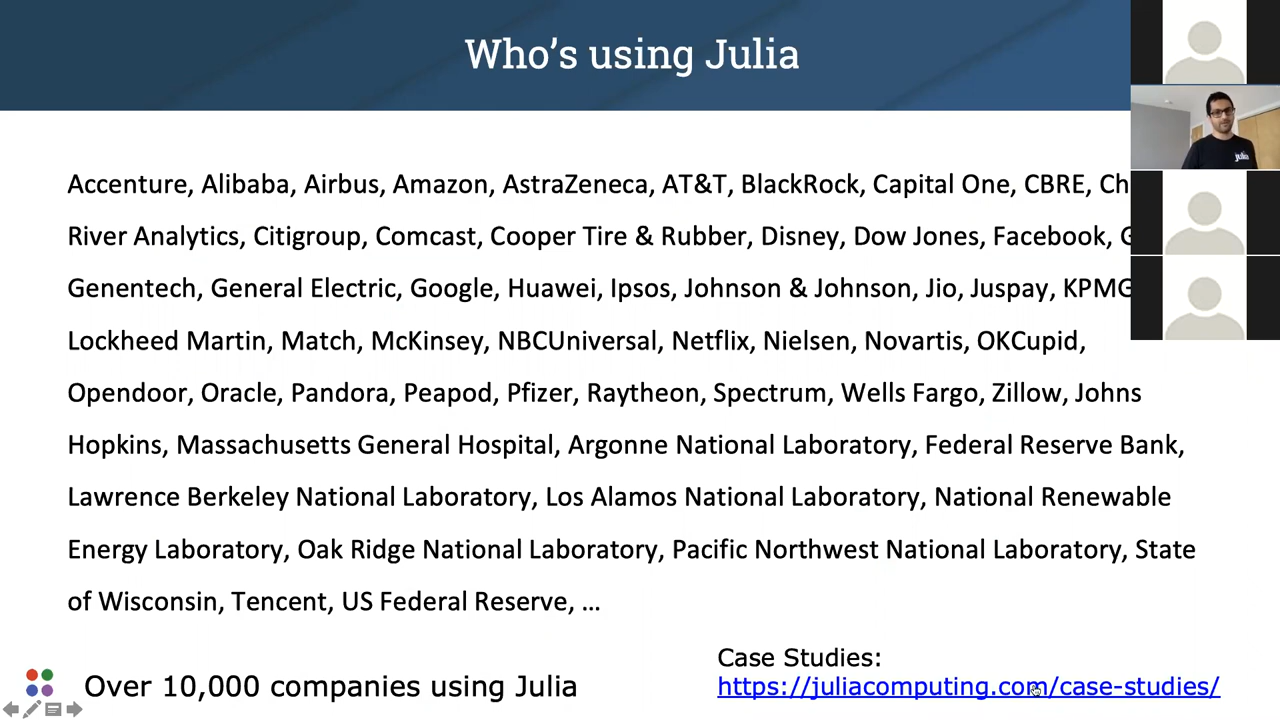 Who's using Julia
Accenture, Alibaba, Airbus, Amazon, AstraZeneca, AT&T, BlackRock, Capital One, CBRE,
River Analytics, Citigroup, Comcast, Cooper Tire & Rubber, Disney, Dow Jones, Facebook,
Genentech, General Electric, Google, Huawei, Ipsos, Johnson & Johnson, Jio, Juspay, KPMG
Lockheed Martin, Match, McKinsey, NBCUniversal, Netflix, Nielsen, Novartis, OKCupid,
Opendoor, Oracle, Pandora, Peapod, Pfizer, Raytheon, Spectrum, Wells Fargo, Zillow, Johns
Hopkins, Massachusetts General Hospital, Argonne National Laboratory, Federal Reserve Bank,
Lawrence Berkeley National Laboratory, Los Alamos National Laboratory, National Renewable
Energy Laboratory, Oak Ridge National Laboratory, Pacific Northwest National Laboratory, State
of Wisconsin, Tencent, US Federal Reserve, …
Over 10,000 companies using Julia
Case Studies:
https://juliacomputing.com/case-studies/
julia